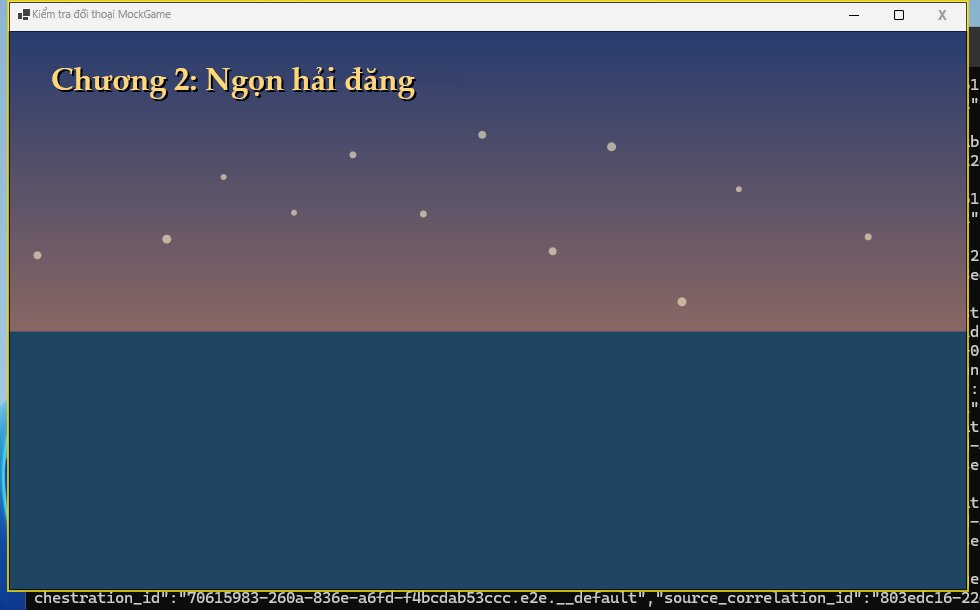 Kiểm tra đối thoại MockGame
Chương 2: Ngọn hải đăng
chestration_id":"70615983-260a-836e-a6fd-f4bcdab53ccc.e2e.__default","source_correlation_id":"803edc16-2